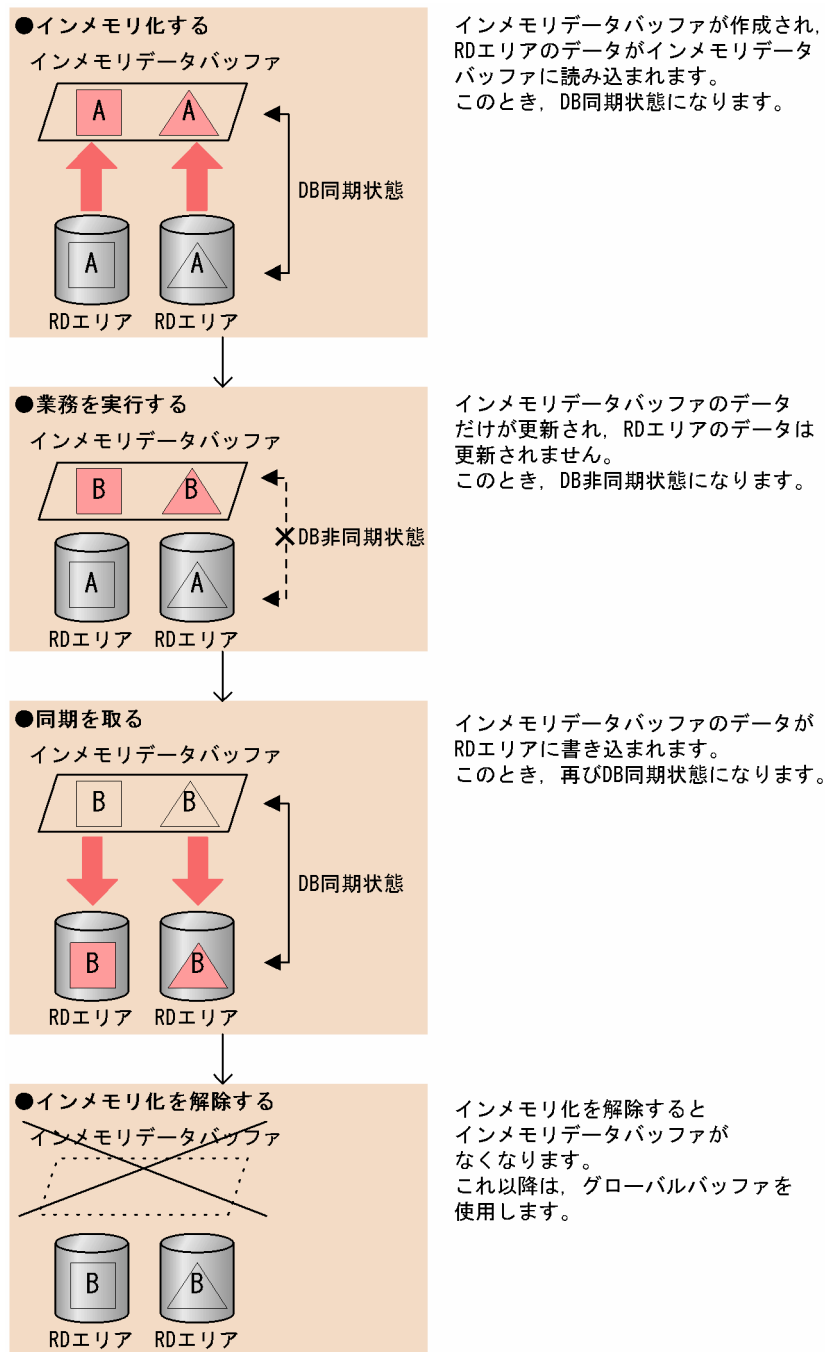 ●インメモリ化する
インメモリデータバッファ
A
A
DB同期状態
A
A
RDエリア
RDエリア
インメモリデータバッファが作成され，
RDエリアのデータがインメモリデータ
バッファに読み込まれます。
このとき，DB同期状態になります。
●業務を実行する
インメモリデータバッファ
B
B
DB非同期状態
A
A
RDエリア
RDエリア
インメモリデータバッファのデータ
だけが更新され，RDエリアのデータは
更新されません。
このとき，DB非同期状態になります。
●同期を取る
インメモリデータバッファ
B
B
DB同期状態
B
B
RDエリア
RDエリア
インメモリデータバッファのデータが
RDエリアに書き込まれます。
このとき，再びDB同期状態になります。
●インメモリ化を解除する
インメモリデータバッファ
B
B
RDエリア
RDエリア
インメモリ化を解除すると
インメモリデータバッファが
なくなります。
これ以降は，グローバルバッファを
使用します。